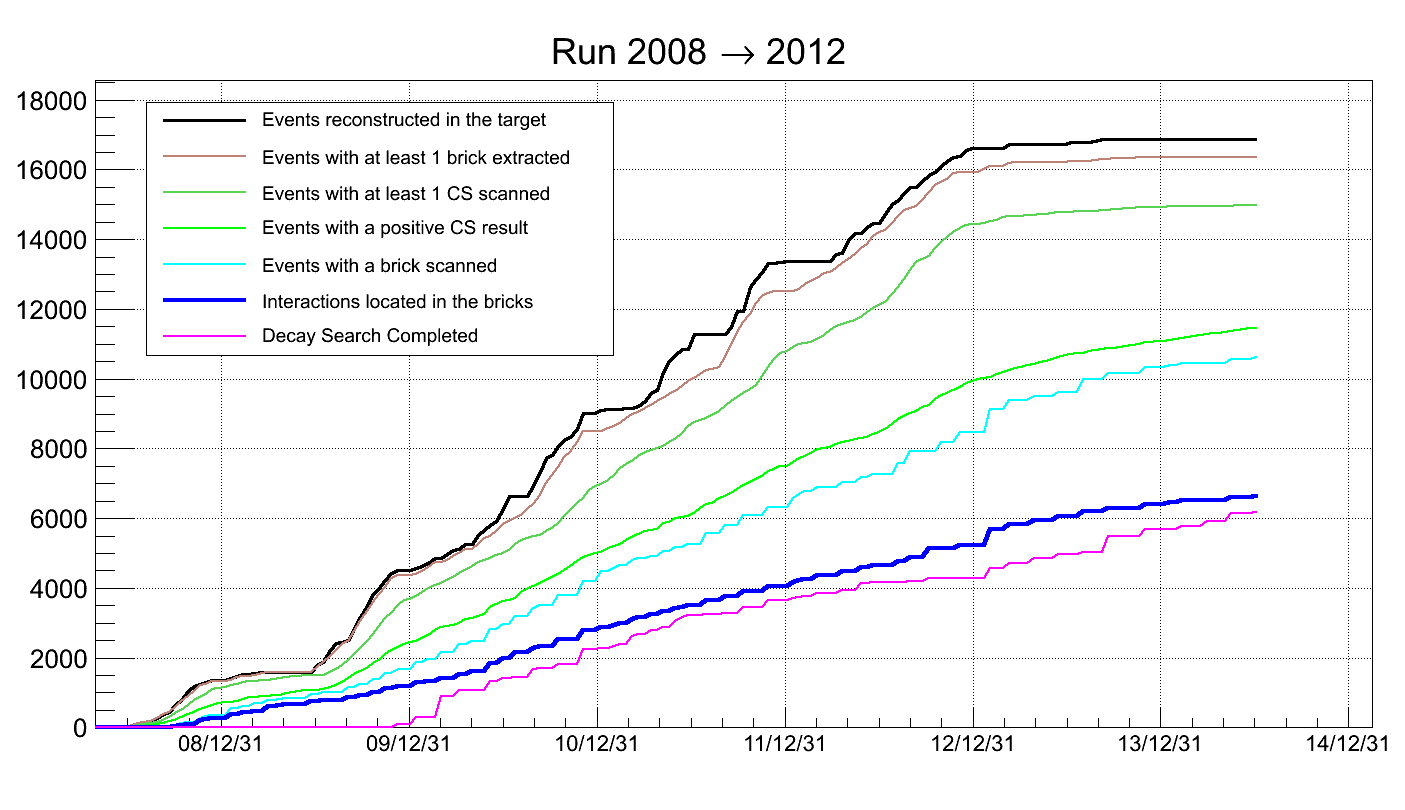 Run 2008 → 2012
18000
16000
14000
12000
10000
8000
6000
4000
2000
0
Events reconstructed in the target
Events with at least 1 brick extracted
Events with at least 1 CS scanned
Events with a positive CS result
Events with a brick scanned
Interactions located in the bricks
Decay Search Completed
08/12/31 09/12/31 10/12/31 11/12/31 12/12/31 13/12/31 14/12/31